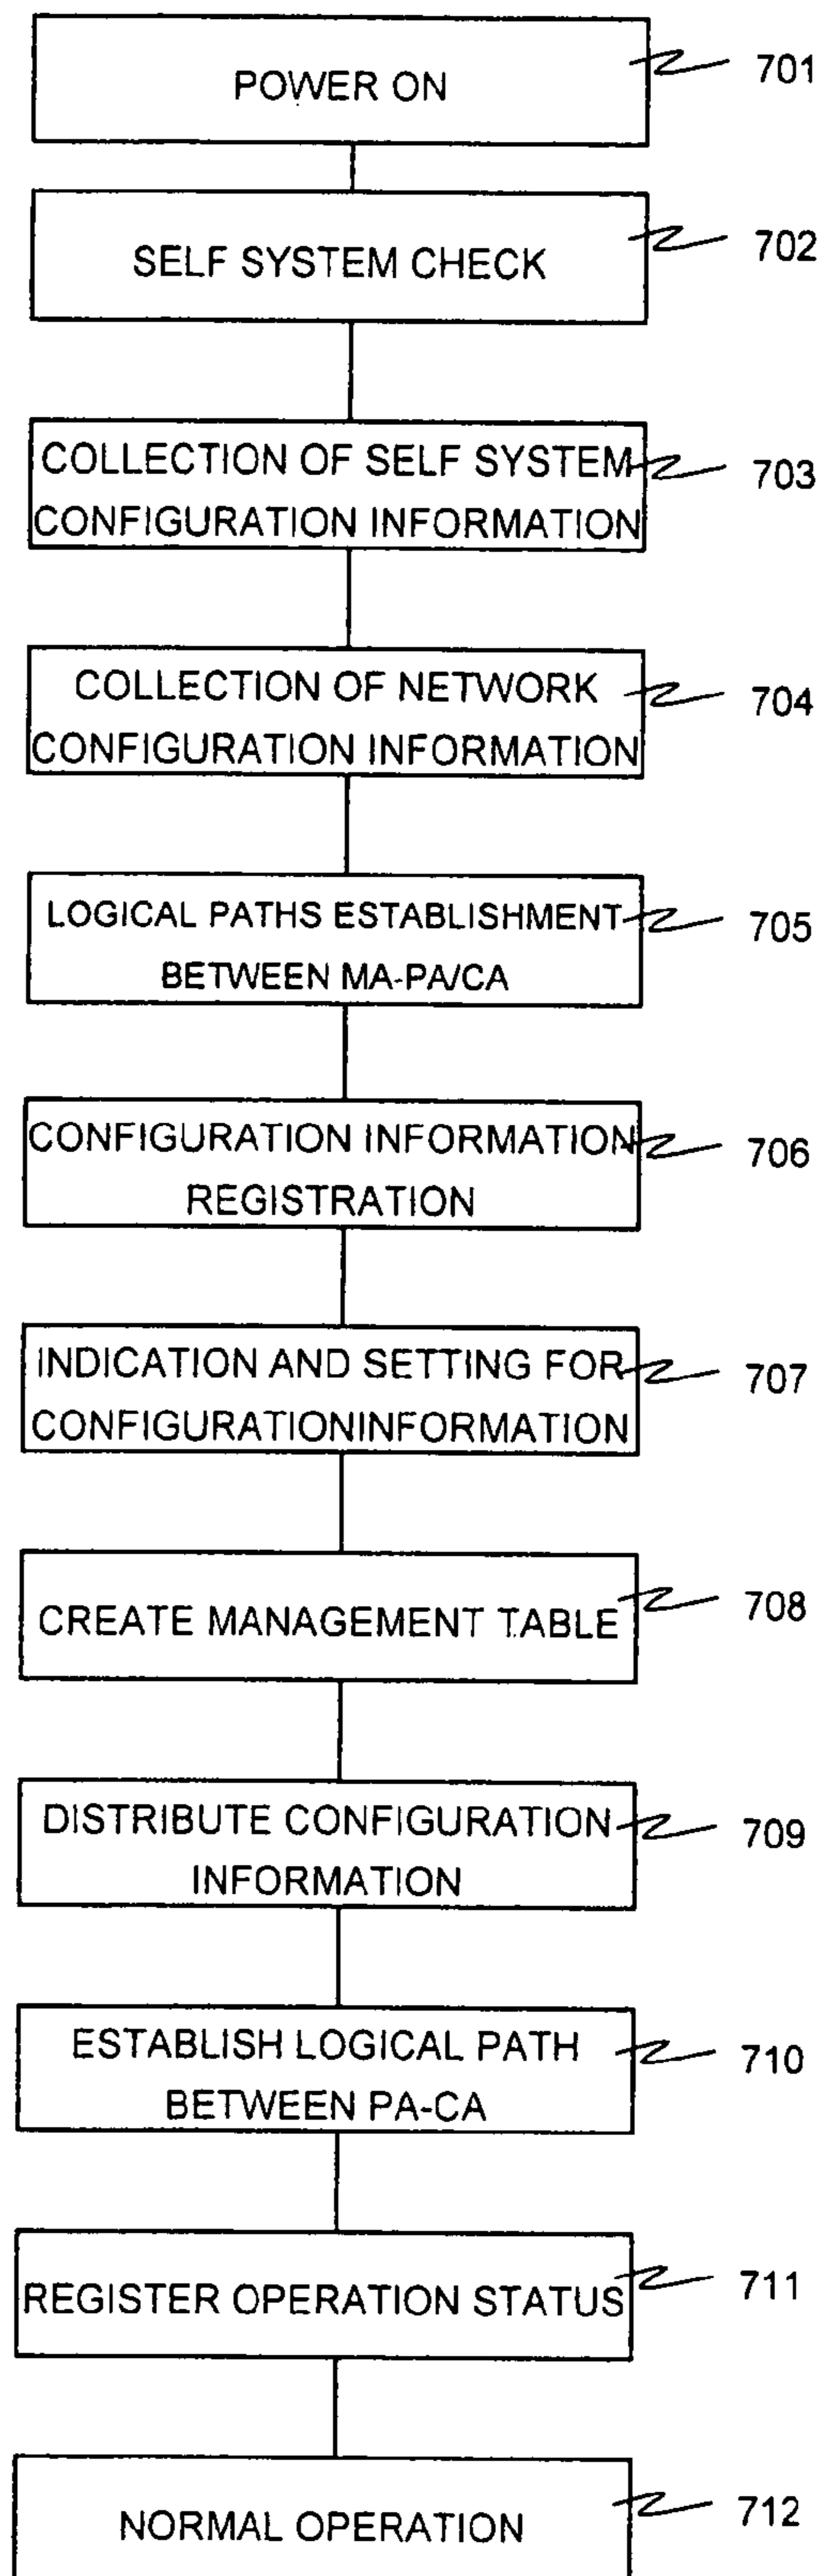 POWER ON
701
SELF SYSTEM CHECK
702
COLLECTION OF SELF SYSTEM
CONFIGURATION INFORMATION
703
COLLECTION OF NETWORK
CONFIGURATION INFORMATION
704
LOGICAL PATHS ESTABLISHMENT
BETWEEN MA-PA/CA
705
CONFIGURATION INFORMATION
REGISTRATION
706
INDICATION AND SETTING FOR
CONFIGURATIONINFORMATION
707
CREATE MANAGEMENT TABLE
708
DISTRIBUTE CONFIGURATION
INFORMATION
709
ESTABLISH LOGICAL PATH
BETWEEN PA-CA
710
REGISTER OPERATION STATUS
711
NORMAL OPERATION
712